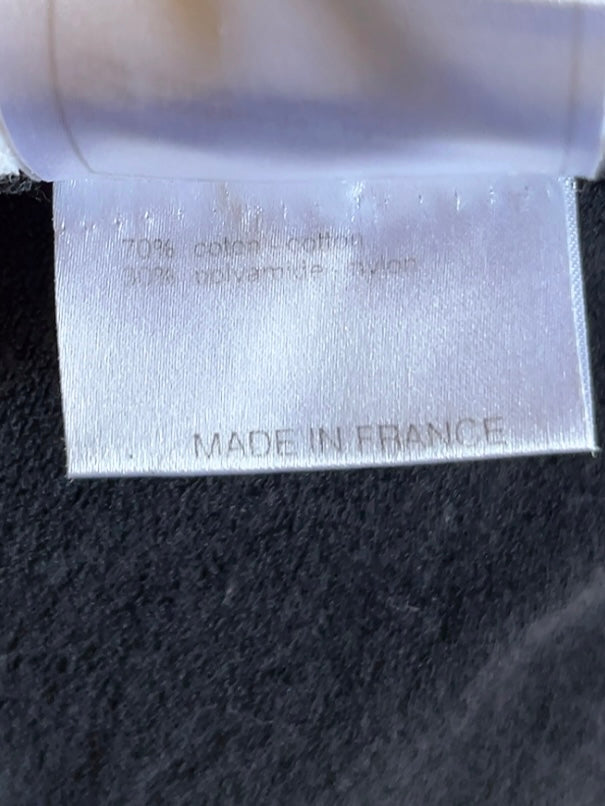 70% coton - cotton
30% polyamide - nylon
MADE IN FRANCE